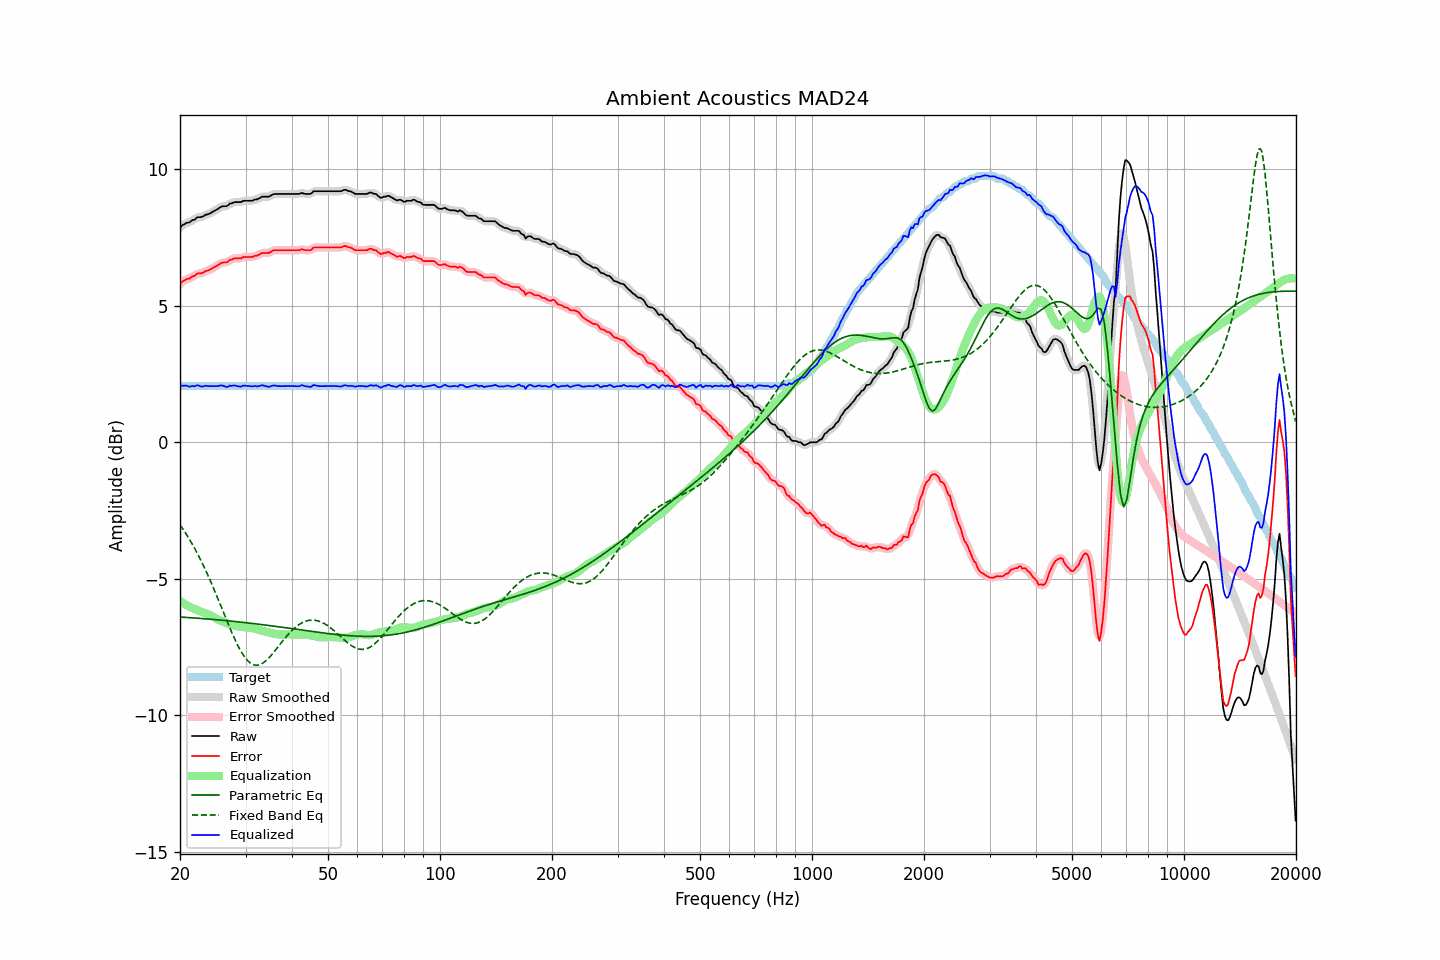 Ambient Acoustics MAD24
Amplitude (dBr)
10
5
0
−5
−10
−15
Target
Raw Smoothed
Error Smoothed
Raw
Error
Equalization
Parametric Eq
Fixed Band Eq
Equalized
20 50 100 200 500 1000 2000 5000 10000 20000
Frequency (Hz)